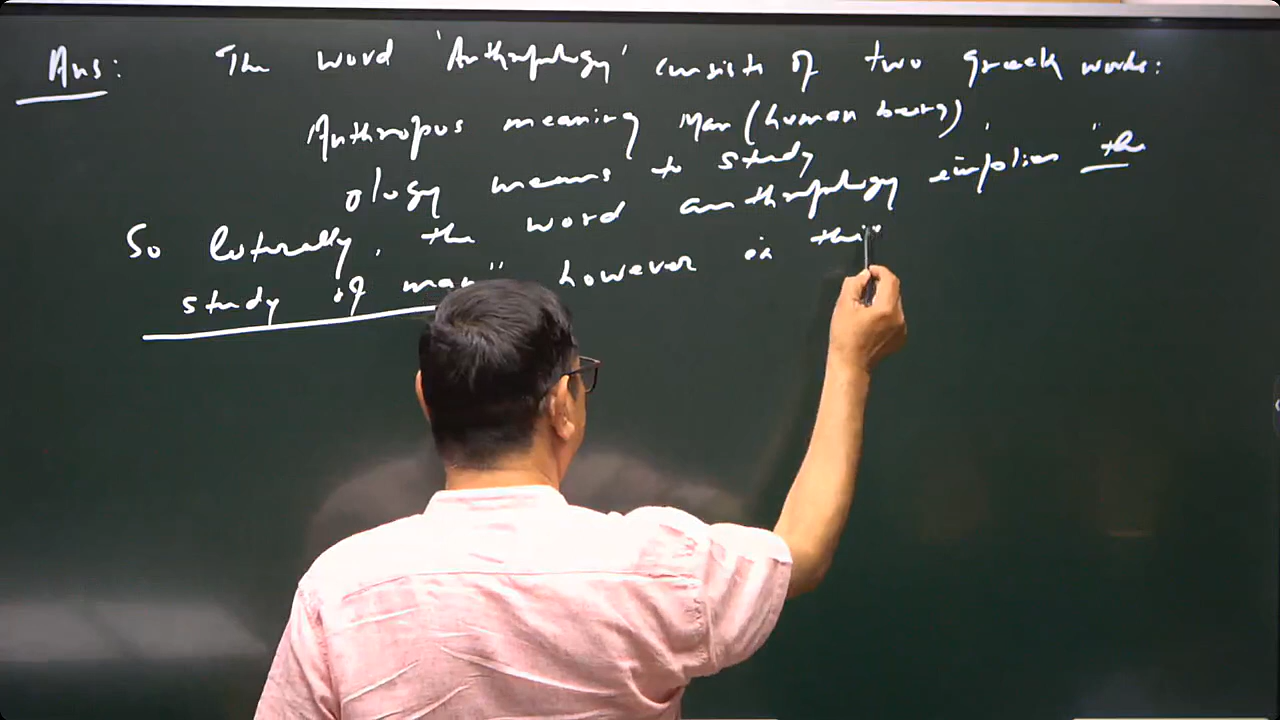 Ans: The word 'Anthropology' consists of two Greek words:
Anthropus meaning Man (human being),
ology means to study
So literally, the word anthropology implies "the
study of man" however in this